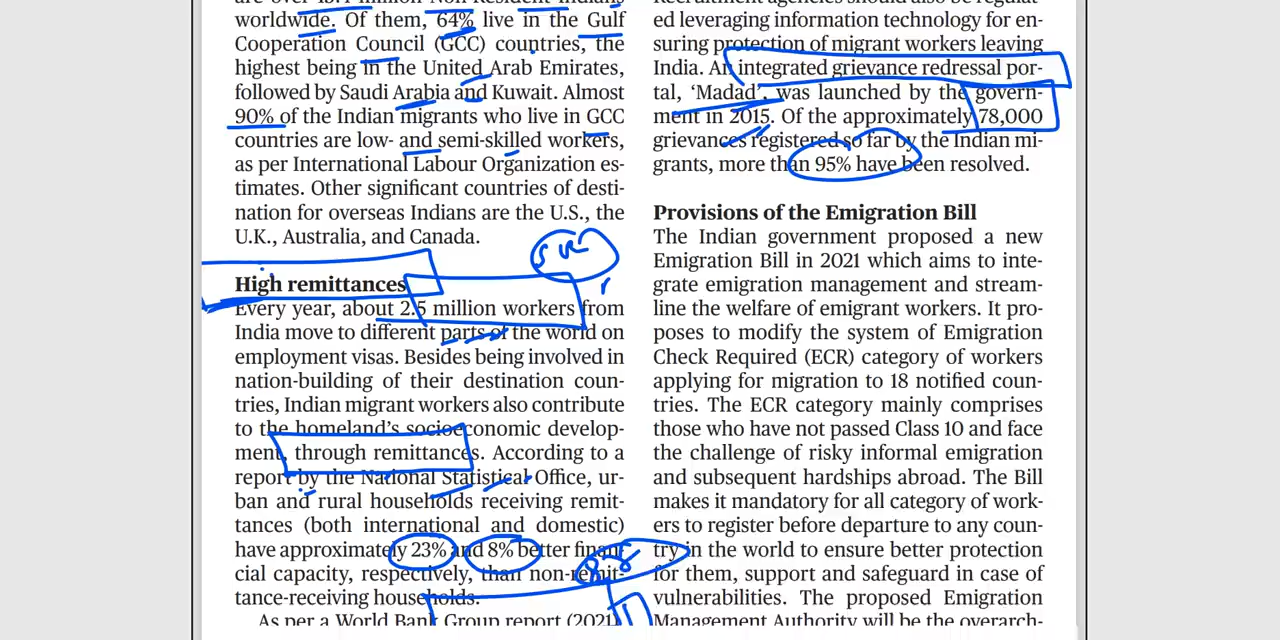 are over 13.4 million Non-Resident Indians
worldwide. Of them, 64% live in the Gulf
Cooperation Council (GCC) countries, the
highest being in the United Arab Emirates,
followed by Saudi Arabia and Kuwait. Almost
90% of the Indian migrants who live in GCC
countries are low- and semi-skilled workers,
as per International Labour Organization es-
timates. Other significant countries of desti-
nation for overseas Indians are the U.S., the
U.K., Australia, and Canada.
High remittances
Every year, about 2.5 million workers from
India move to different parts of the world on
employment visas. Besides being involved in
nation-building of their destination coun-
tries, Indian migrant workers also contribute
to the homeland's socioeconomic develop-
ment, through remittances. According to a
report by the National Statistical Office, ur-
ban and rural households receiving remit-
tances (both international and domestic)
have approximately 23% and 8% better finan-
cial capacity, respectively, than non-remit-
tance-receiving households.
As per a World Bank Group report (2021)
Recruitment agencies should also be regulat-
ed leveraging information technology for en-
suring protection of migrant workers leaving
India. An integrated grievance redressal por-
tal, 'Madad', was launched by the govern-
ment in 2015. Of the approximately 78,000
grievances registered so far by the Indian mi-
grants, more than 95% have been resolved.
Provisions of the Emigration Bill
The Indian government proposed a new
Emigration Bill in 2021 which aims to inte-
grate emigration management and stream-
line the welfare of emigrant workers. It pro-
poses to modify the system of Emigration
Check Required (ECR) category of workers
applying for migration to 18 notified coun-
tries. The ECR category mainly comprises
those who have not passed Class 10 and face
the challenge of risky informal emigration
and subsequent hardships abroad. The Bill
makes it mandatory for all category of work-
ers to register before departure to any coun-
try in the world to ensure better protection
for them, support and safeguard in case of
vulnerabilities. The proposed Emigration
Management Authority will be the overarch-